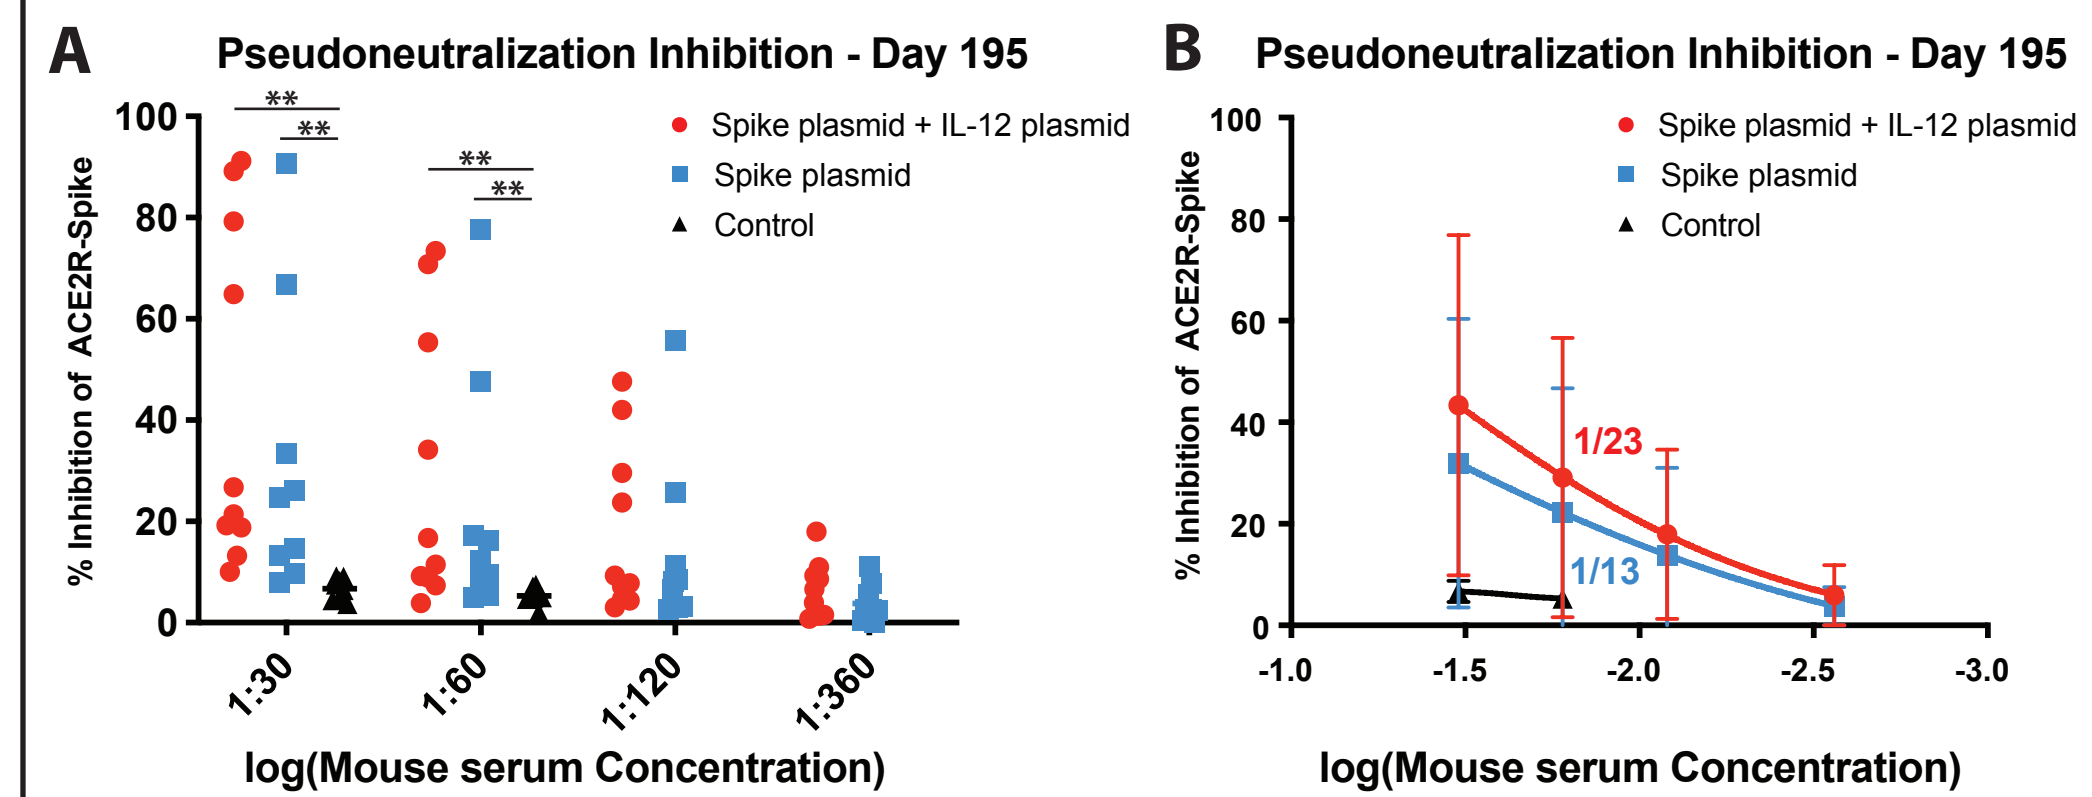 A
Pseudoneutralization Inhibition - Day 195
**
**
**
**
Spike plasmid + IL-12 plasmid
Spike plasmid
Control
% Inhibition of ACE2R-Spike
100
80
60
40
20
0
1:30
1:60
1:120
1:360
log(Mouse serum Concentration)
B
Pseudoneutralization Inhibition - Day 195
Spike plasmid + IL-12 plasmid
Spike plasmid
Control
% Inhibition of ACE2R-Spike
100
80
60
40
20
0
1/23
1/13
-1.0
-1.5
-2.0
-2.5
-3.0
log(Mouse serum Concentration)